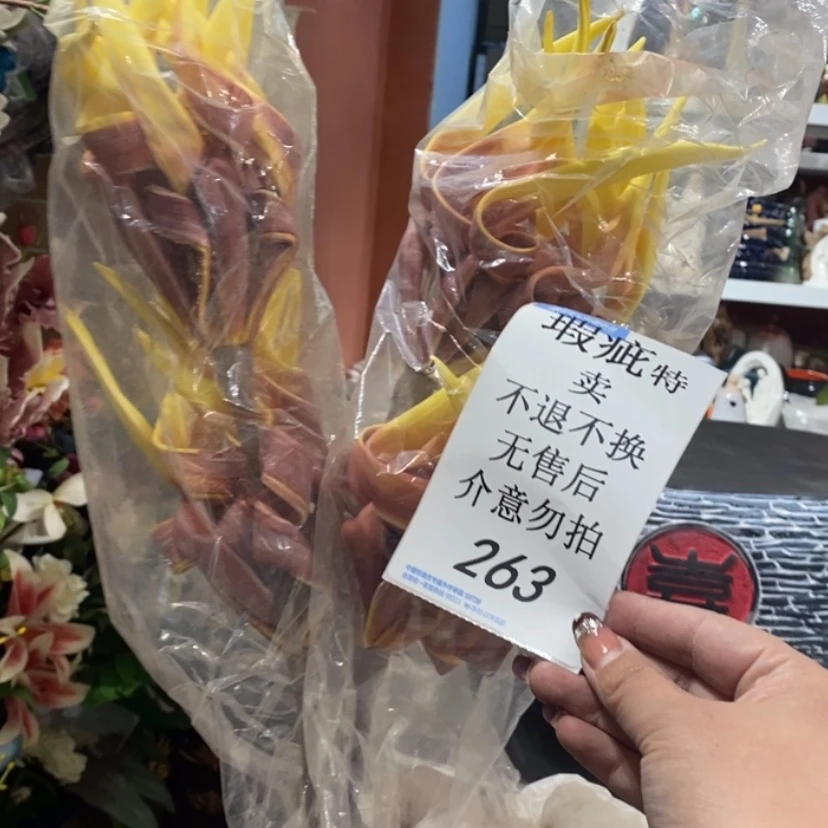 瑕疵特
卖
不退不换
无售后
介意勿拍
263